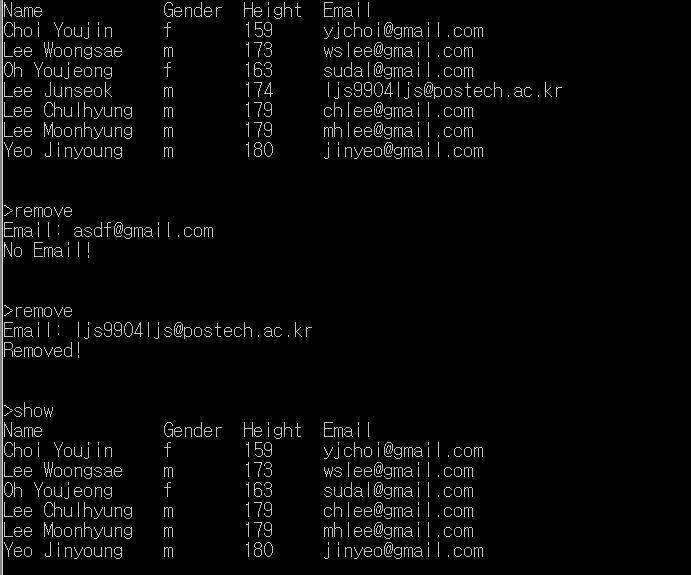 Name Gender Height Email
Choi Youjin f 159 yjchoi@gmail.com
Lee Woongsae m 173 wslee@gmail.com
Oh Youjeong f 163 sudal@gmail.com
Lee Junseok m 174 ljs9904ljs@postech.ac.kr
Lee Chulhyung m 179 chlee@gmail.com
Lee Moonhyung m 179 mhlee@gmail.com
Yeo Jinyoung m 180 jinyeo@gmail.com
>remove
Email: asdf@gmail.com
No Email!
>remove
Email: ljs9904ljs@postech.ac.kr
Removed!
>show
Name Gender Height Email
Choi Youjin f 159 yjchoi@gmail.com
Lee Woongsae m 173 wslee@gmail.com
Oh Youjeong f 163 sudal@gmail.com
Lee Chulhyung m 179 chlee@gmail.com
Lee Moonhyung m 179 mhlee@gmail.com
Yeo Jinyoung m 180 jinyeo@gmail.com